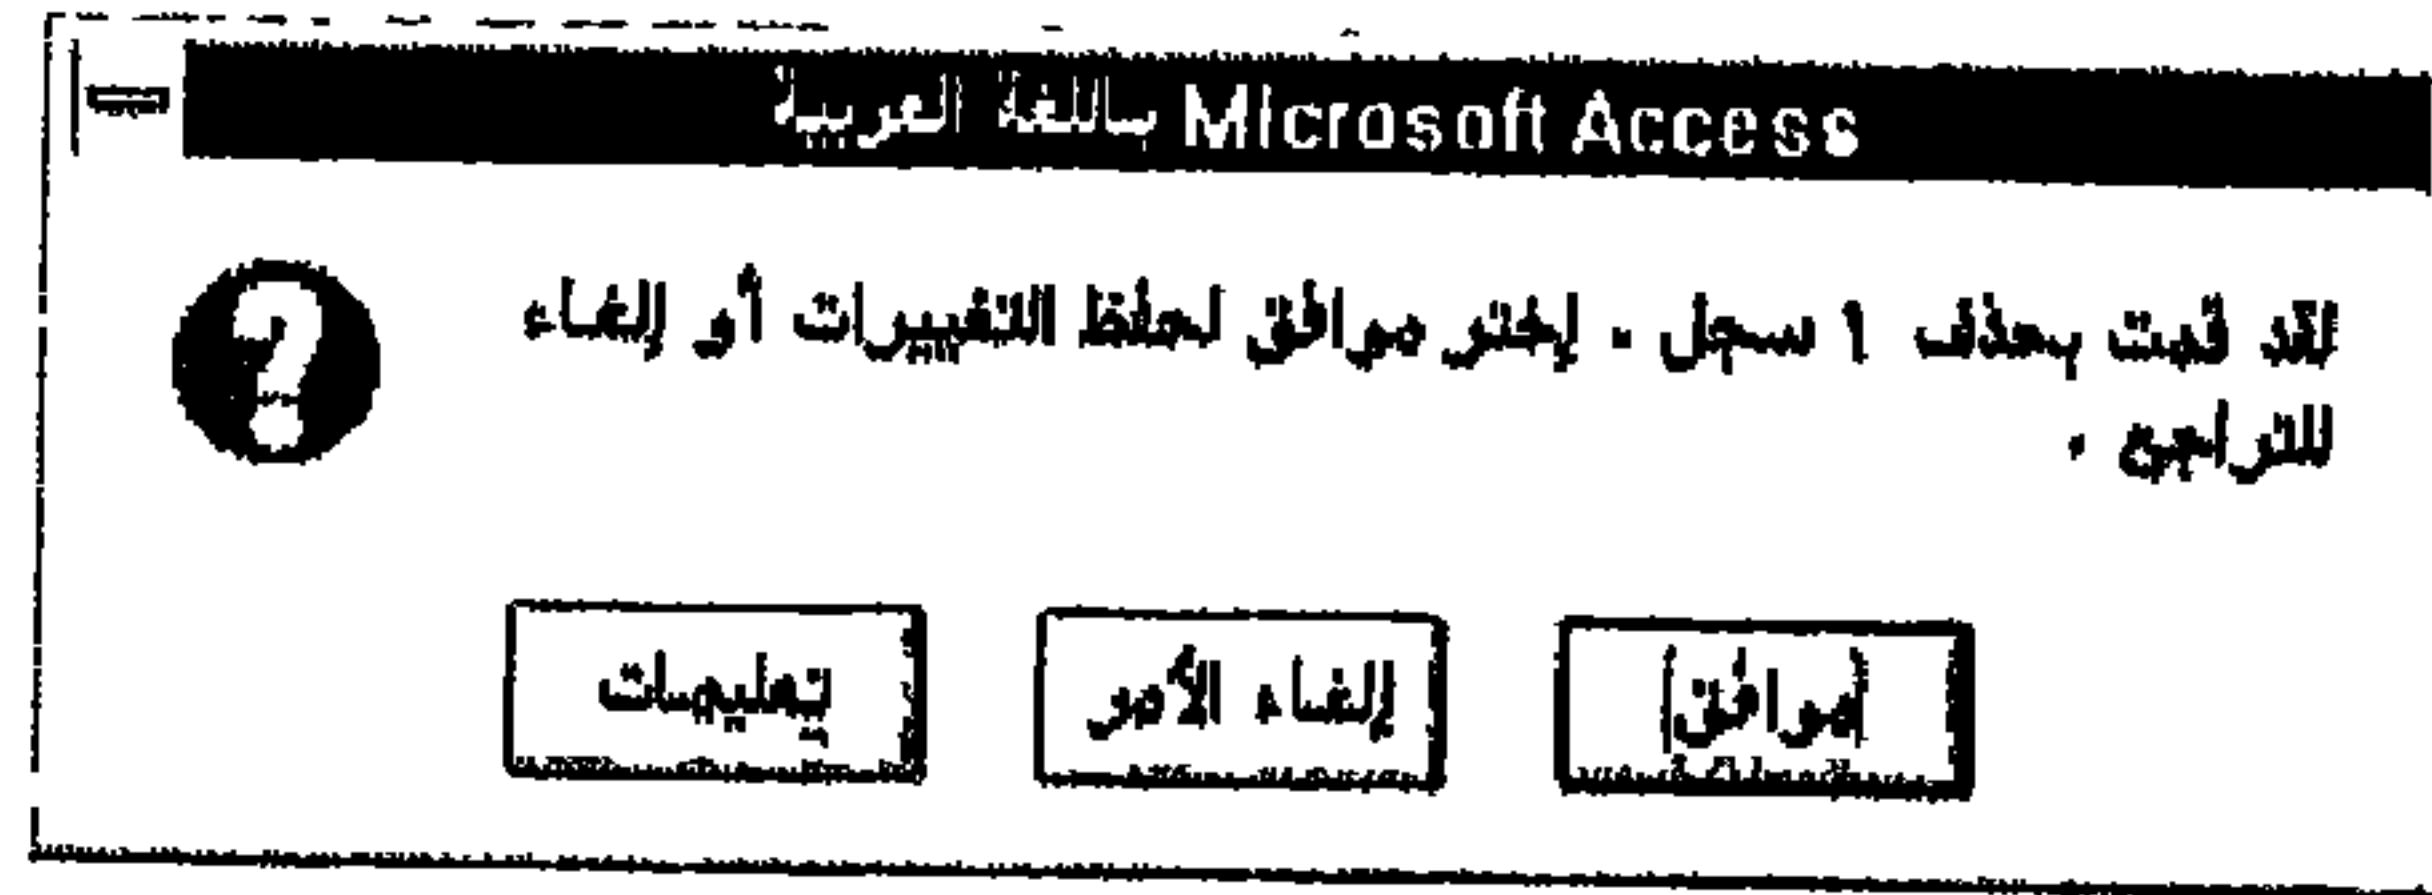 Microsoft Access باللغة العربية
لقد قمت بحذف ١ سجل . إختر موافق لحفظ التغييرات أو إلغاء
للتراجع .
موافق
إلغاء الأمر
تعليمات